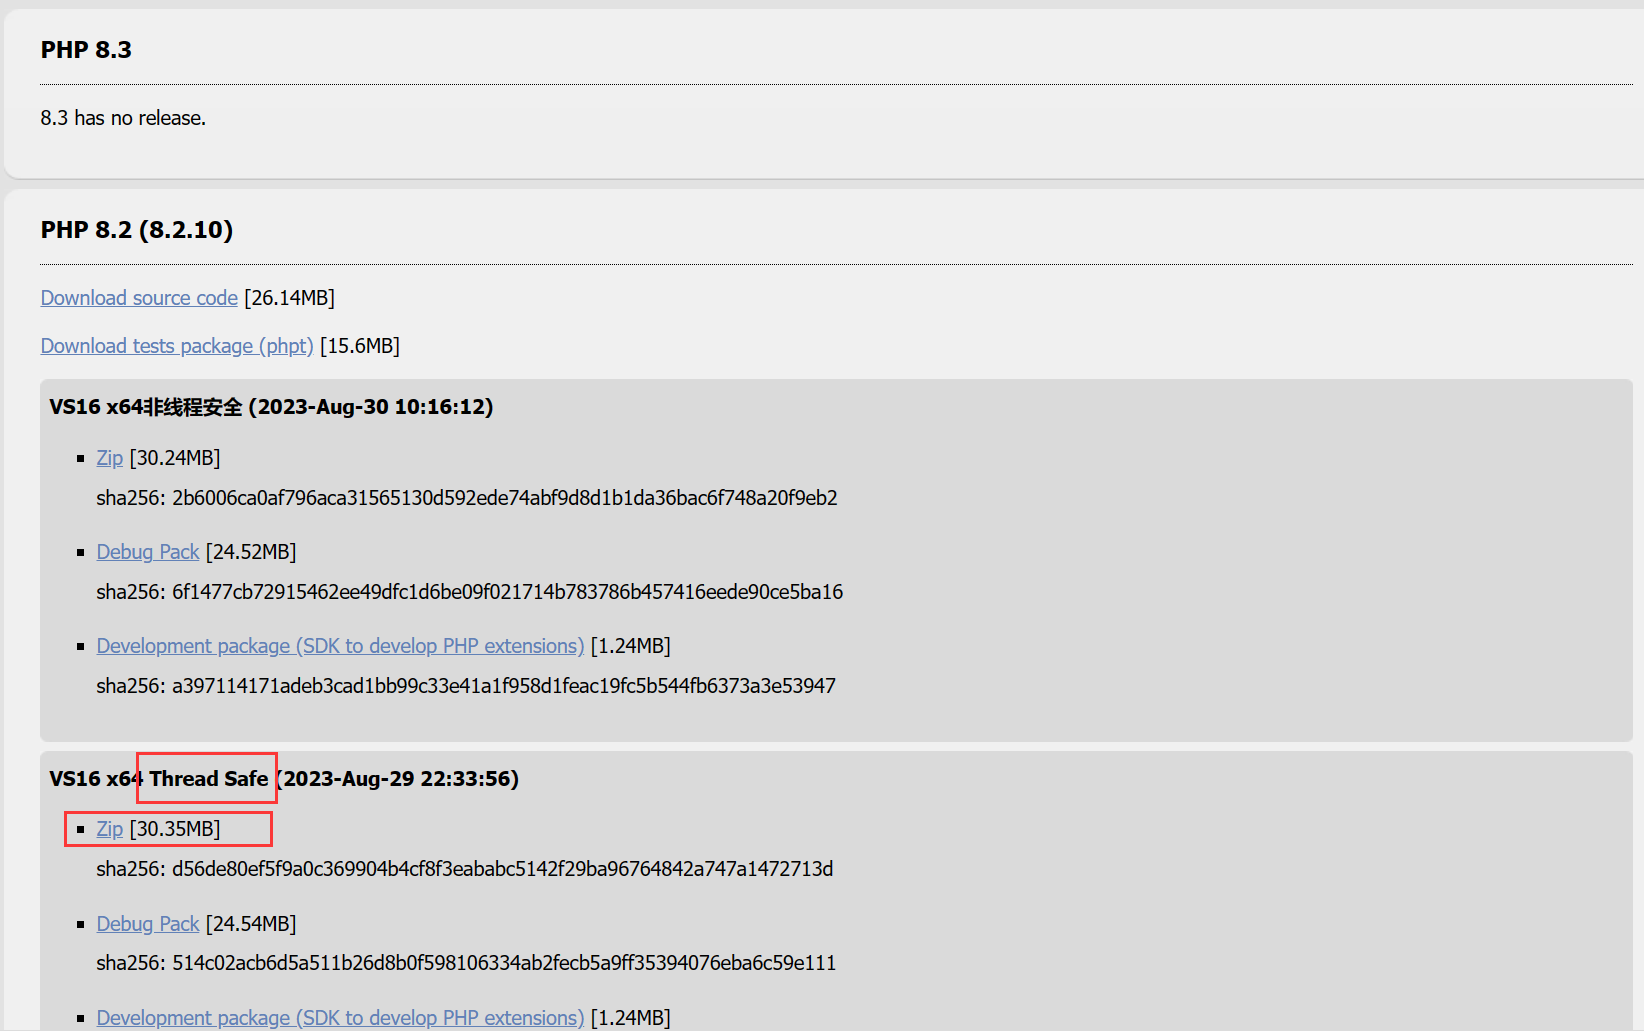 PHP 8.3
8.3 has no release.
PHP 8.2 (8.2.10)
Download source code [26.14MB]
Download tests package (phpt) [15.6MB]
VS16 x64非线程安全 (2023-Aug-30 10:16:12)
Zip [30.24MB]
sha256: 2b6006ca0af796aca31565130d592ede74abf9d8d1b1da36bac6f748a20f9eb2
Debug Pack [24.52MB]
sha256: 6f1477cb72915462ee49dfc1d6be09f021714b783786b457416eede90ce5ba16
Development package (SDK to develop PHP extensions) [1.24MB]
sha256: a397114171adeb3cad1bb99c33e41a1f958d1feac19fc5b544fb6373a3e53947
VS16 x64 Thread Safe (2023-Aug-29 22:33:56)
Zip [30.35MB]
sha256: d56de80ef5f9a0c369904b4cf8f3eababc5142f29ba96764842a747a1472713d
Debug Pack [24.54MB]
sha256: 514c02acb6d5a511b26d8b0f598106334ab2fecb5a9ff35394076eba6c59e111
Development package (SDK to develop PHP extensions) [1.24MB]